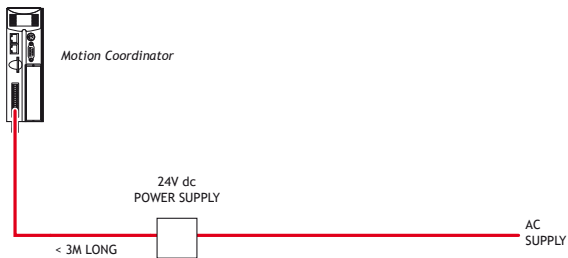 Motion Coordinator
24V dc
POWER SUPPLY
AC
SUPPLY
< 3M LONG